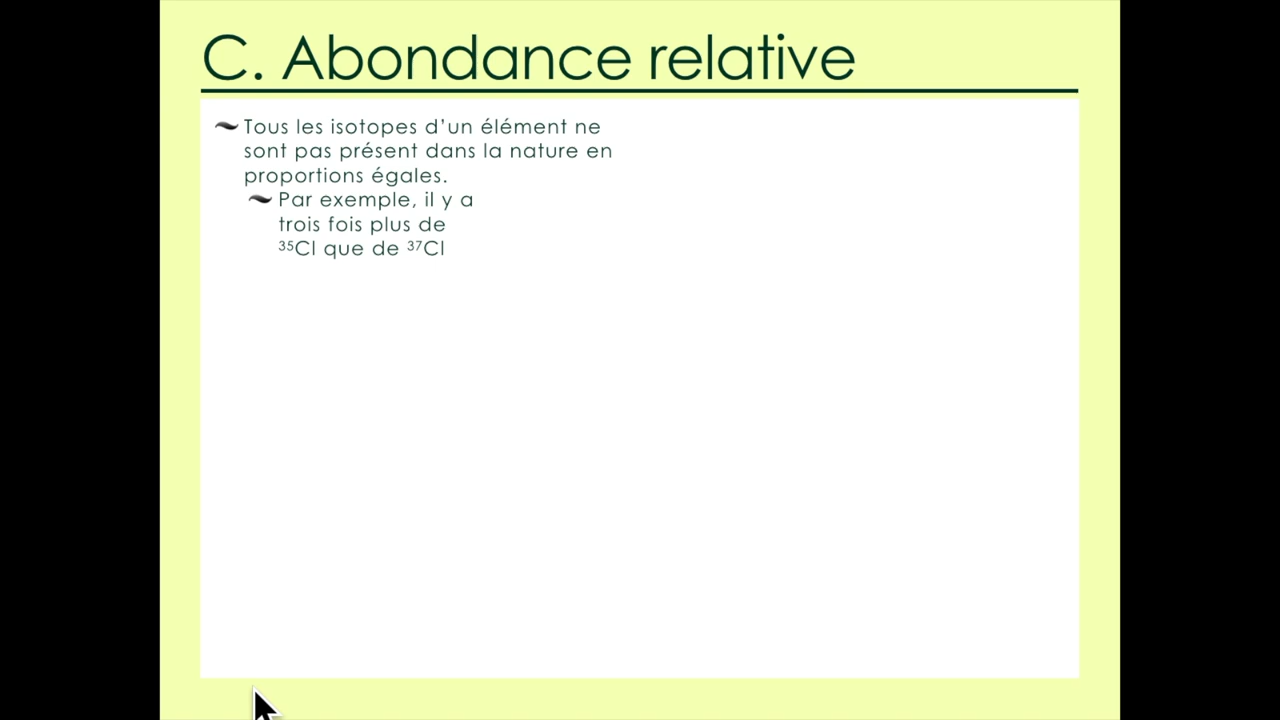 C. Abondance relative
Tous les isotopes d’un élément ne
sont pas présent dans la nature en
proportions égales.
Par exemple, il y a
trois fois plus de
³⁵Cl que de ³⁷Cl